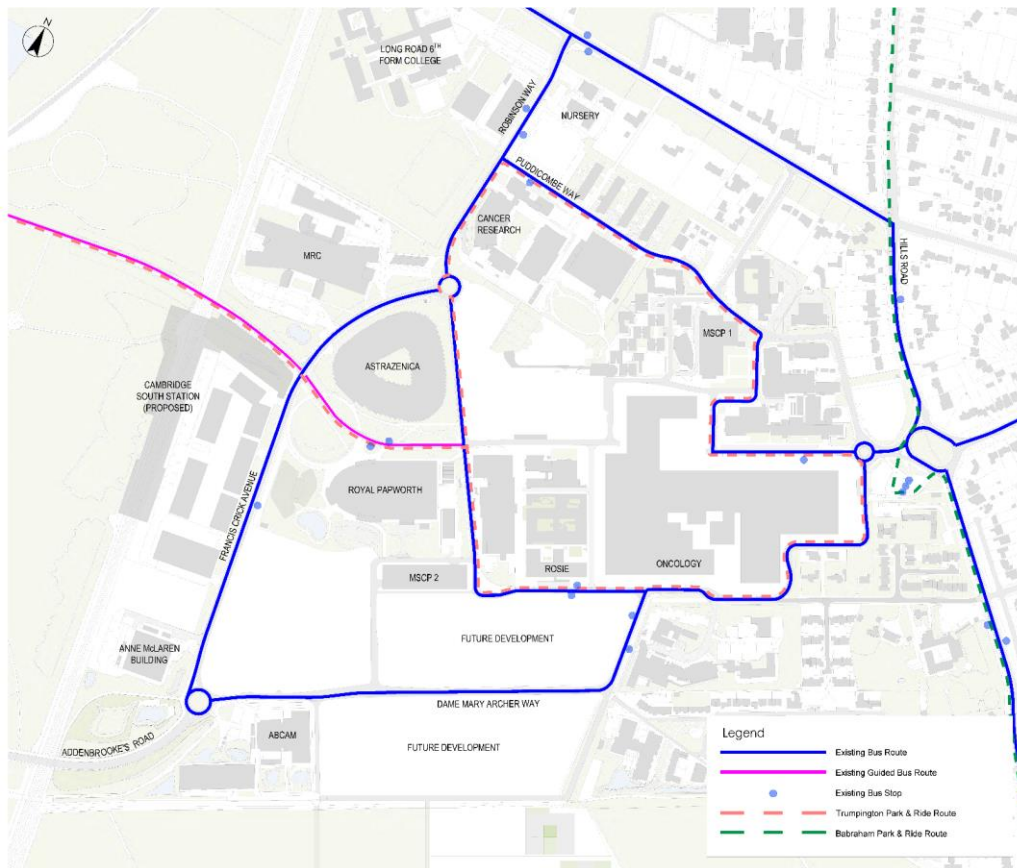 N
LONG ROAD 6TH
FORM COLLEGE
ROBINSON WAY
NURSERY
PUDDICOMBE WAY
CANCER
RESEARCH
HILLS ROAD
MRC
MSCP 1
ASTRAZENICA
CAMBRIDGE
SOUTH STATION
(PROPOSED)
ROYAL PAPWORTH
FRANCIS CRICK AVENUE
MSCP 2
ROSIE
ONCOLOGY
FUTURE DEVELOPMENT
ANNE McLAREN
BUILDING
DAME MARY ARCHER WAY
ADDENBROOKE'S ROAD
ABCAM
FUTURE DEVELOPMENT
Legend
Existing Bus Route
Existing Guided Bus Route
Existing Bus Stop
Trumpington Park & Ride Route
Babraham Park & Ride Route